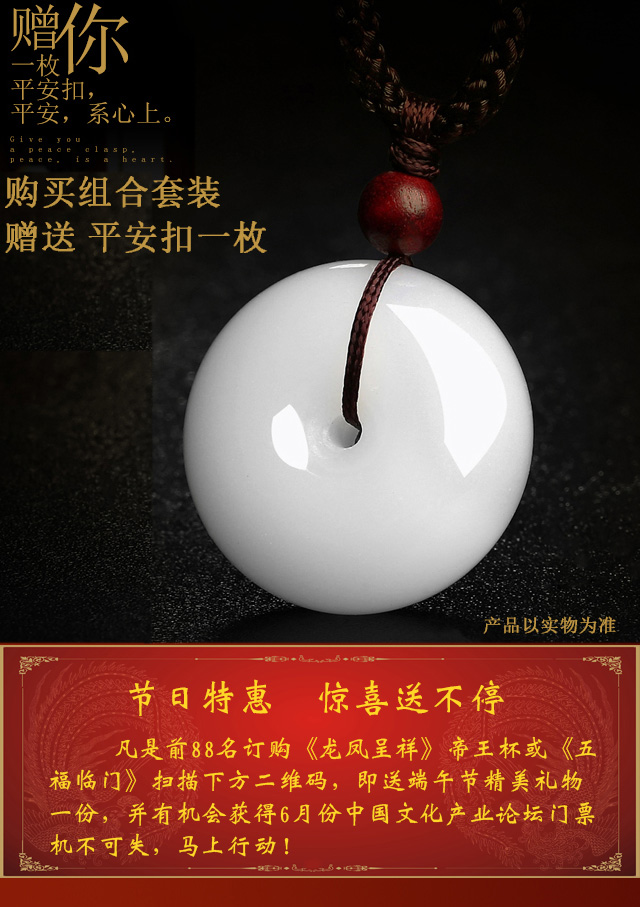 赠你
一枚
平安扣，
平安，系心上。
Give you
a peace clasp,
peace, is a heart.
购买组合套装
赠送 平安扣一枚
产品以实物为准
节日特惠 惊喜送不停
凡是前88名订购《龙凤呈祥》帝王杯或《五
福临门》扫描下方二维码，即送端午节精美礼物
一份，并有机会获得6月份中国文化产业论坛门票
机不可失，马上行动！